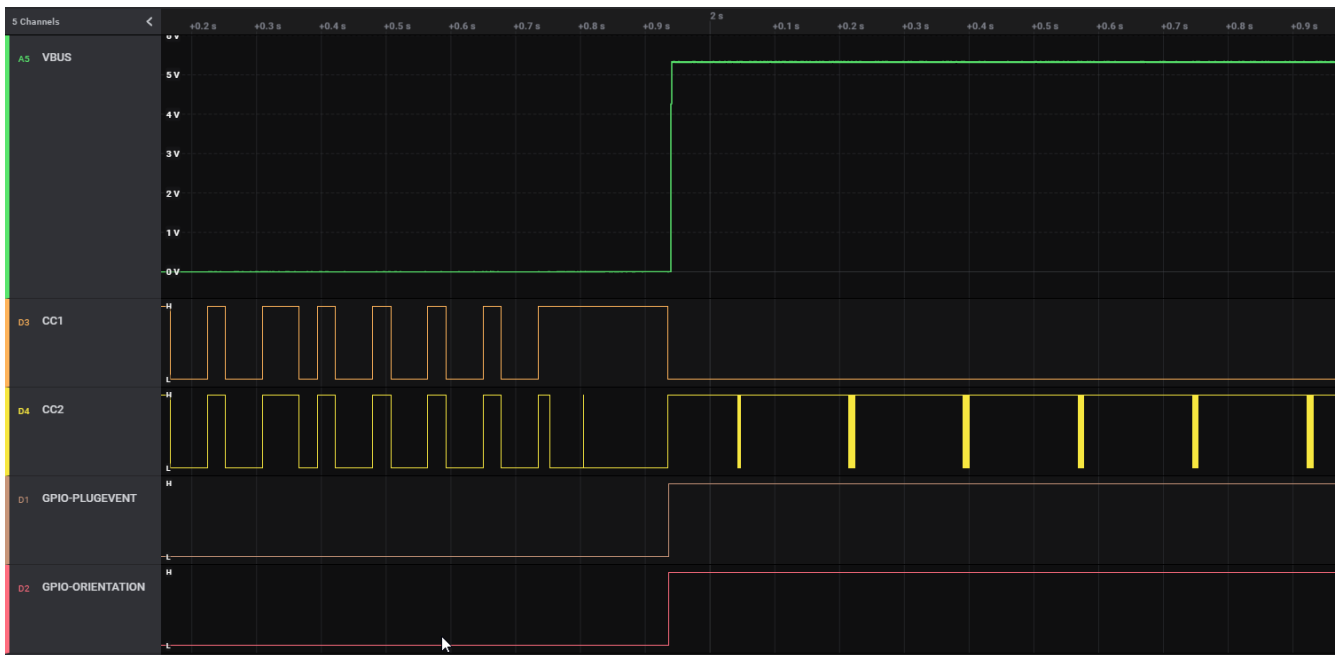 5 Channels
+0.2 s +0.3 s +0.4 s +0.5 s +0.6 s +0.7 s +0.8 s +0.9 s 2 s +0.1 s +0.2 s +0.3 s +0.4 s +0.5 s +0.6 s +0.7 s +0.8 s +0.9 s
A5 VBUS
5 V
4 V
3 V
2 V
1 V
0 V
H
D3 CC1
L
H
D4 CC2
L
H
D1 GPIO-PLUGEVENT
L
H
D2 GPIO-ORIENTATION
L